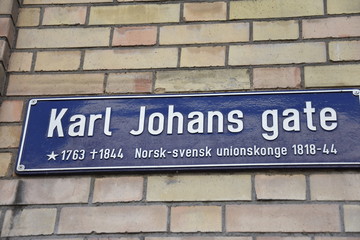 Karl Johans gate
★1763 ✝1844 Norsk-svensk unionskonge 1818-44